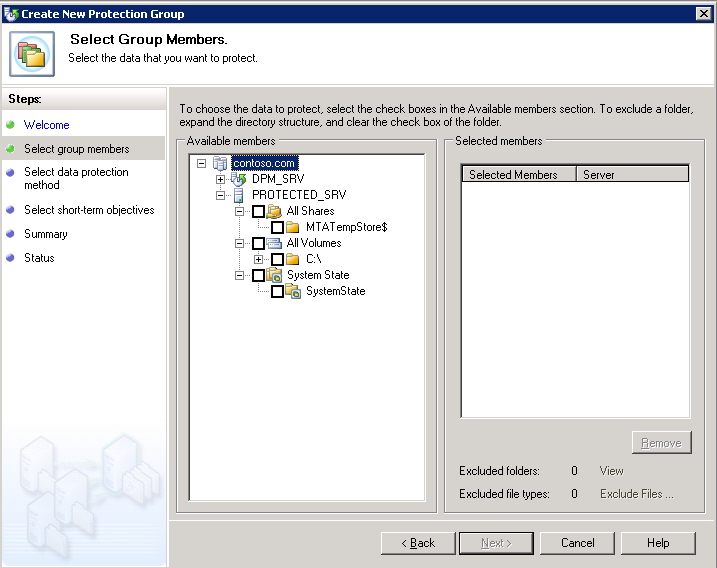 Create New Protection Group
Select Group Members.
Select the data that you want to protect.
Steps:
Welcome
Select group members
Select data protection
method
Select short-term objectives
Summary
Status
To choose the data to protect, select the check boxes in the Available members section. To exclude a folder,
expand the directory structure, and clear the check box of the folder.
Available members
contoso.com
DPM_SRV
PROTECTED_SRV
All Shares
MTATempStore$
All Volumes
C:\
System State
SystemState
Selected members
Selected Members Server
Remove
Excluded folders: 0 View
Excluded file types: 0 Exclude Files ...
< Back Next > Cancel Help